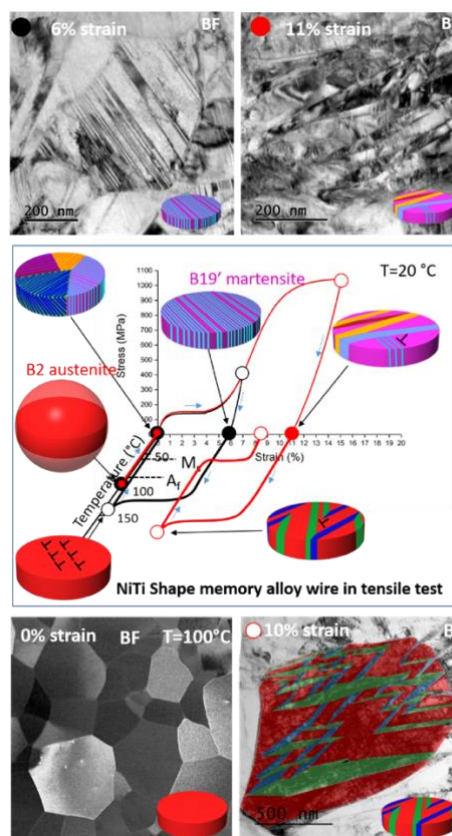 6% strain
BF
200 nm
11% strain
B
200 nm
B19' martensite
T=20 °C
B2 austenite
Stress (MPa)
1100
1000
900
800
700
600
500
400
300
200
100
0
0 1 2 3 4 5 6 7 8 9 10 11 12 13 14 15 16 17 18 19 20
Strain (%)
Temperature (°C)
50
100
150
M
A f
NiTi Shape memory alloy wire in tensile test
0% strain
BF
T=100°C
10% strain
B
500 nm